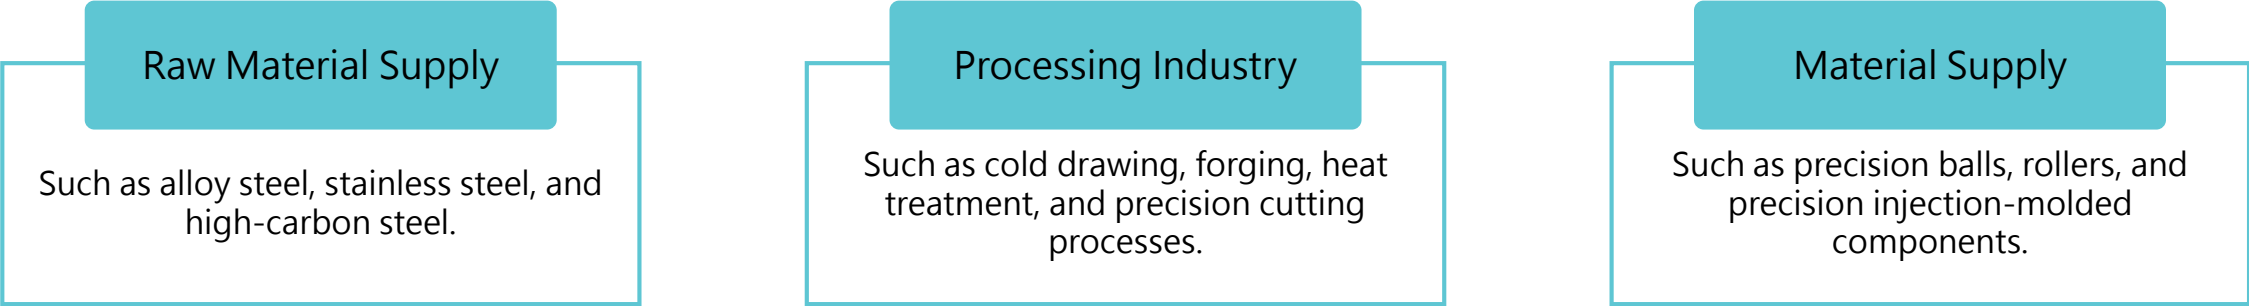 Raw Material Supply
Such as alloy steel, stainless steel, and
high-carbon steel.
Processing Industry
Such as cold drawing, forging, heat
treatment, and precision cutting
processes.
Material Supply
Such as precision balls, rollers, and
precision injection-molded
components.